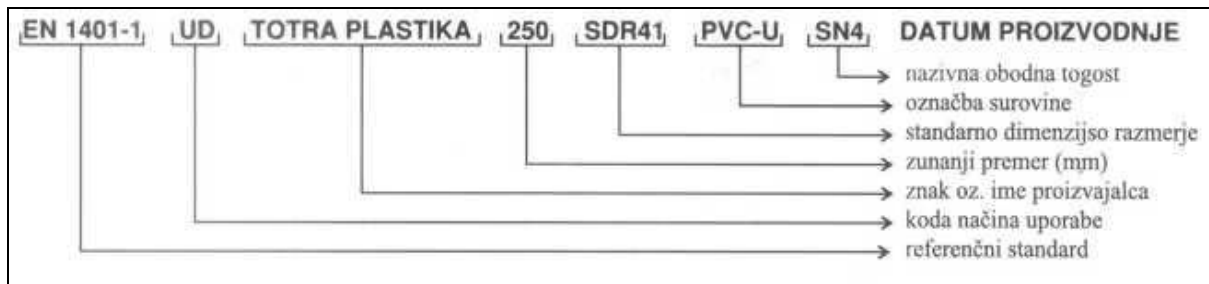 EN 1401-1 UD TOTRA PLASTIKA 250 SDR41 PVC-U SN4 DATUM PROIZVODNJE
nazivna obodna togost
označba surovine
standarno dimenzijso razmerje
zunanji premer (mm)
znak oz. ime proizvajalca
koda načina uporabe
referenčni standard